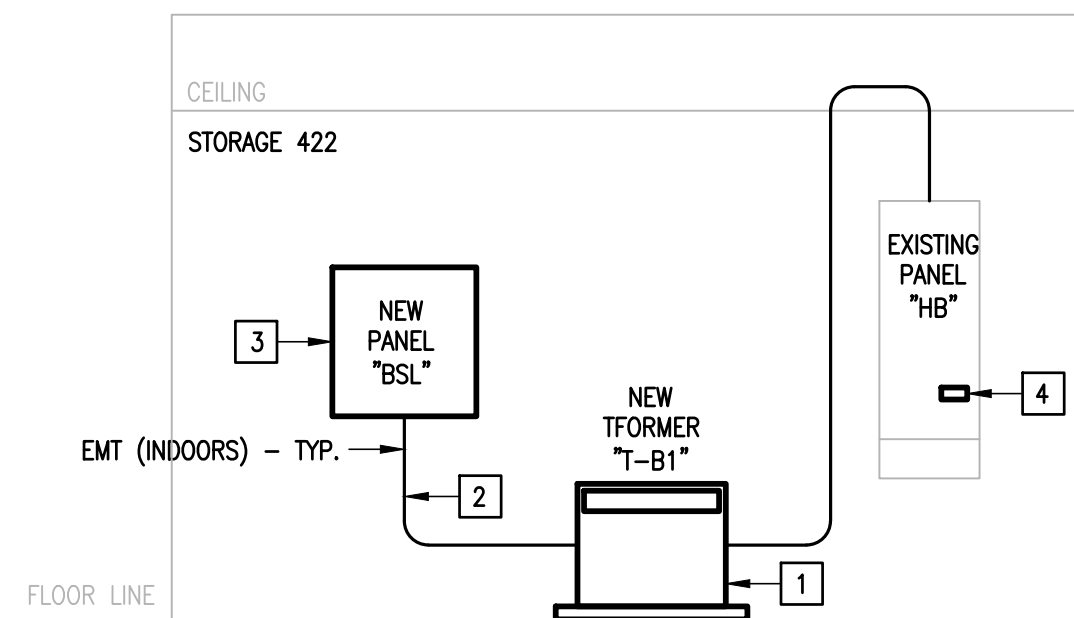 CEILING
STORAGE 422
EXISTING
PANEL
"HB"
NEW
PANEL
"BSL"
3
4
NEW
TFORMER
"T-B1"
EMT (INDOORS) - TYP.
2
1
FLOOR LINE